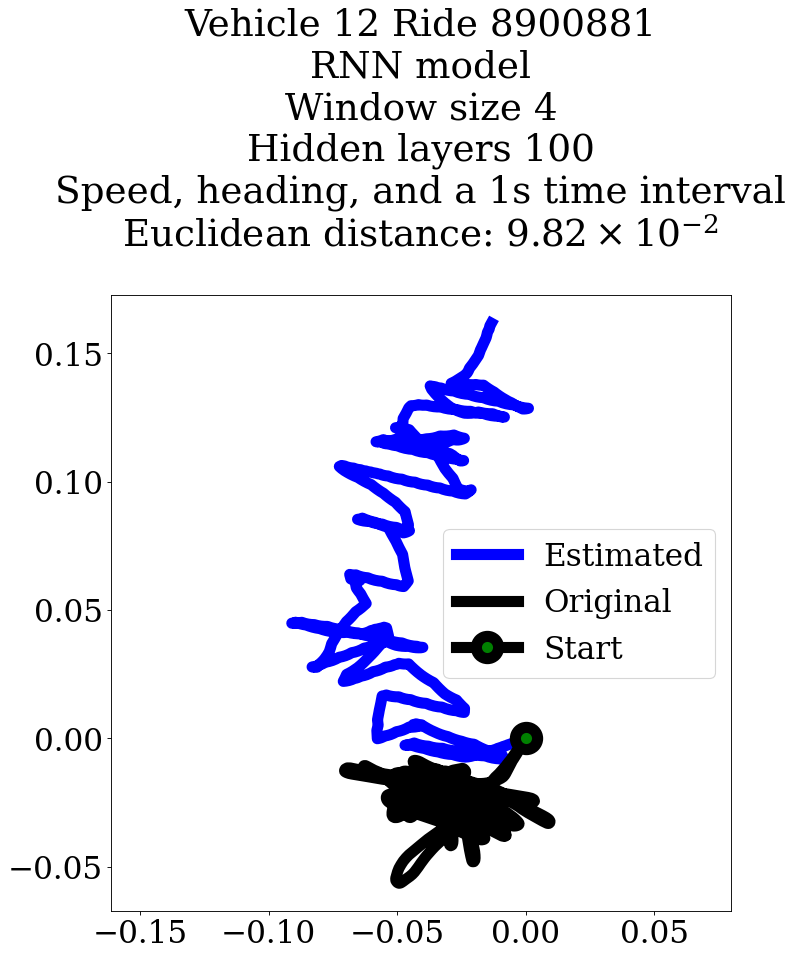 Vehicle 12 Ride 8900881
RNN model
Window size 4
Hidden layers 100
Speed, heading, and a 1s time interval
Euclidean distance: 9.82 × 10⁻²
0.15
0.10
0.05
0.00
−0.05
Estimated
Original
Start
−0.15 −0.10 −0.05 0.00 0.05